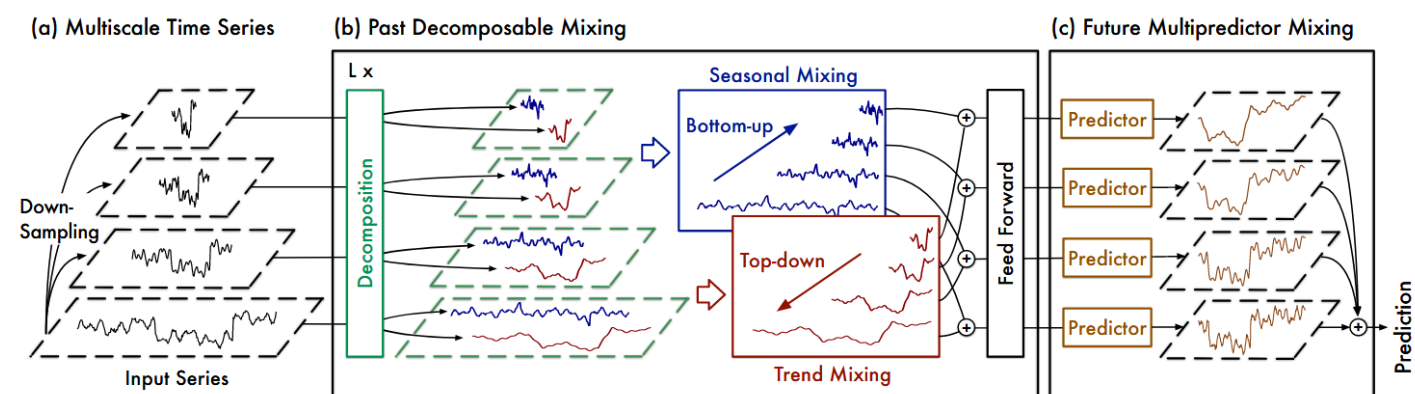 (a) Multiscale Time Series
Down-
Sampling
Input Series
(b) Past Decomposable Mixing
L x
Decomposition
Seasonal Mixing
Bottom-up
Top-down
Trend Mixing
+
+
+
+
Feed Forward
(c) Future Multipredictor Mixing
Predictor
Predictor
Predictor
Predictor
+
Prediction